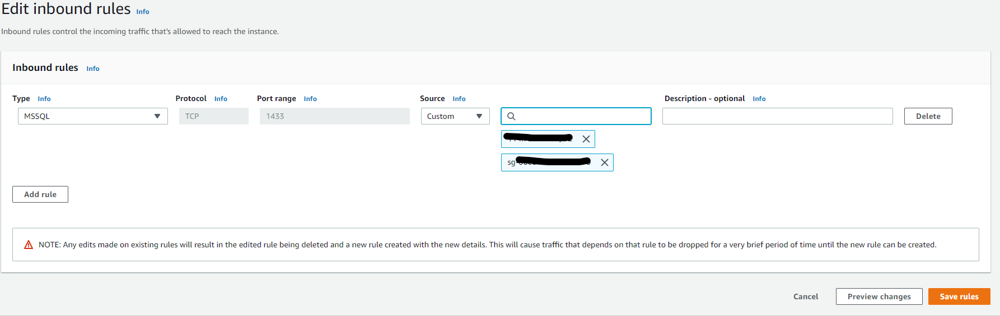 Edit inbound rules Info
Inbound rules control the incoming traffic that's allowed to reach the instance.
Inbound rules Info
Type Info Protocol Info Port range Info Source Info Description - optional Info
MSSQL TCP 1433 Custom Delete
sg-
Add rule
NOTE: Any edits made on existing rules will result in the edited rule being deleted and a new rule created with the new details. This will cause traffic that depends on that rule to be dropped for a very brief period of time until the new rule can be created.
Cancel Preview changes Save rules